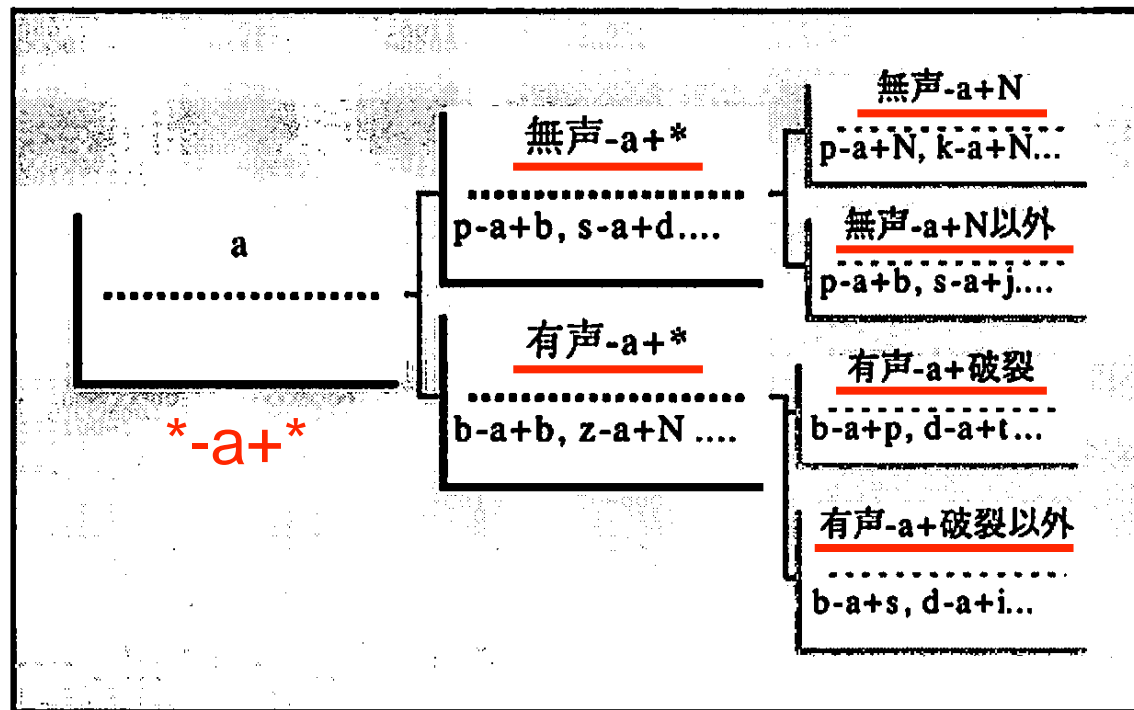 a
*-a+*
無声-a+*
p-a+b, s-a+d....
有声-a+*
b-a+b, z-a+N ....
無声-a+N
p-a+N, k-a+N...
無声-a+N以外
p-a+b, s-a+j....
有声-a+破裂
b-a+p, d-a+t...
有声-a+破裂以外
b-a+s, d-a+i...